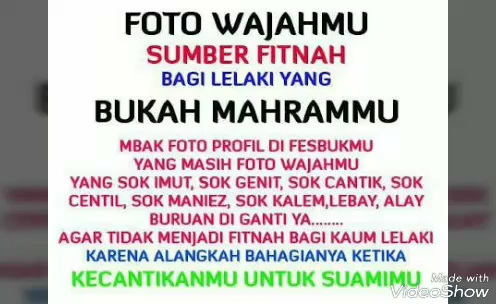 FOTO WAJAHMU
SUMBER FITNAH
BAGI LELAKI YANG
BUKAH MAHRAMMU
MBAK FOTO PROFIL DI FESBUKMU
YANG MASIH FOTO WAJAHMU
YANG SOK IMUT, SOK GENIT, SOK CANTIK, SOK
CENTIL, SOK MANIEZ, SOK KALEM,LEBAY, ALAY
BURUAN DI GANTI YA........
AGAR TIDAK MENJADI FITNAH BAGI KAUM LELAKI
KARENA ALANGKAH BAHAGIANYA KETIKA
KECANTIKANMU UNTUK SUAMIMU
Made with
VideoShow